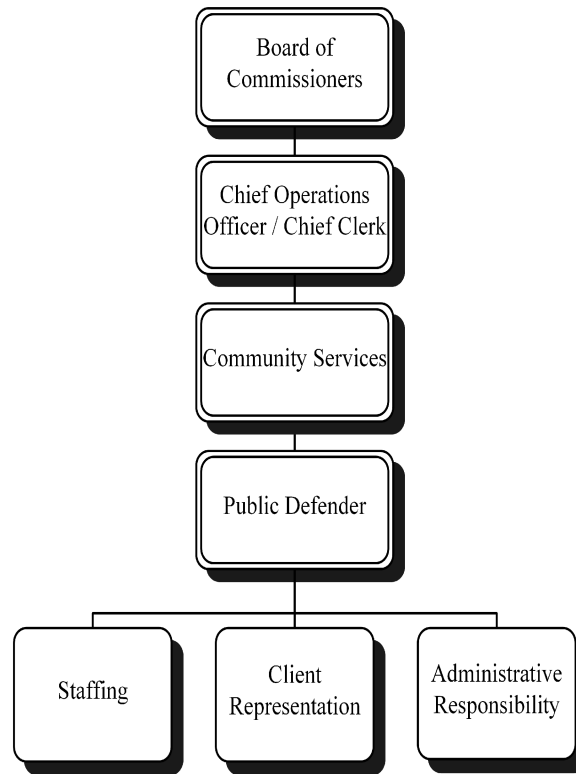 Board of
Commissioners
Chief Operations
Officer / Chief Clerk
Community Services
Public Defender
Staffing
Client
Representation
Administrative
Responsibility